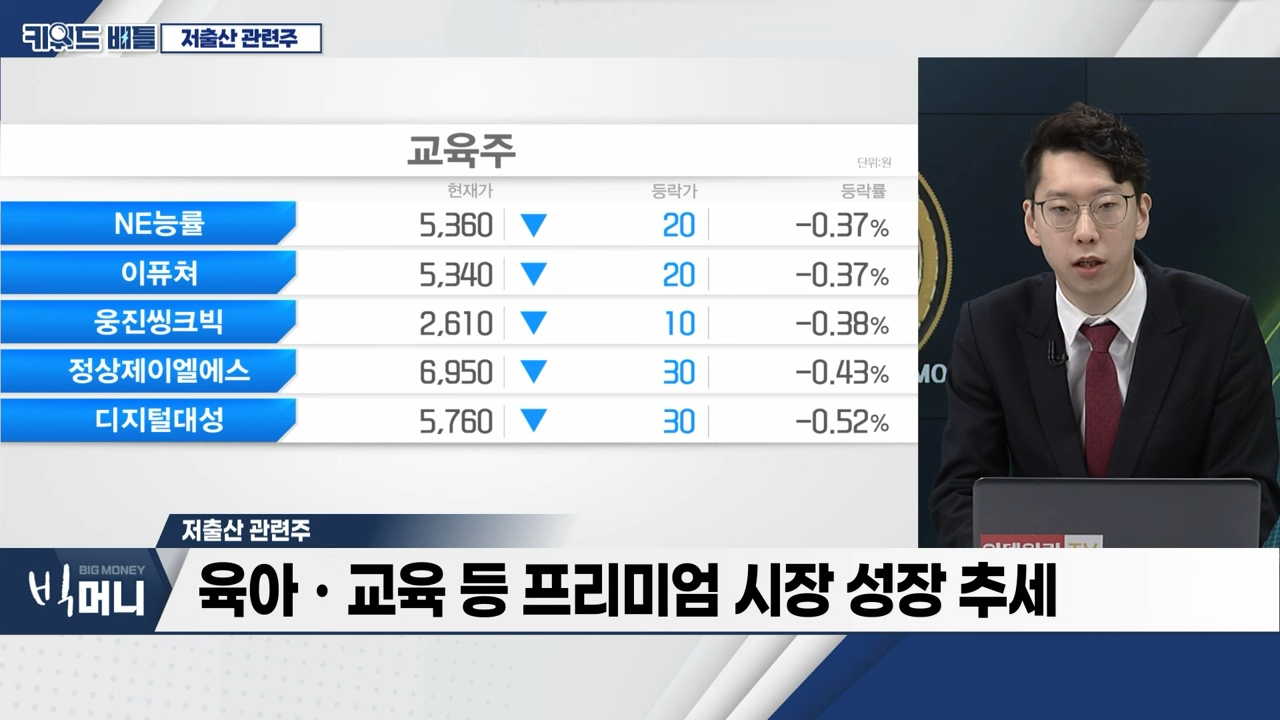 키워드 배틀 저출산 관련주
교육주
단위:원
현재가 등락가 등락률
NE능률 5,360 ▼ 20 -0.37%
이퓨쳐 5,340 ▼ 20 -0.37%
웅진씽크빅 2,610 ▼ 10 -0.38%
정상제이엘에스 6,950 ▼ 30 -0.43%
디지털대성 5,760 ▼ 30 -0.52%
MO
저출산 관련주
BIG MONEY
빅머니
육아·교육 등 프리미엄 시장 성장 추세